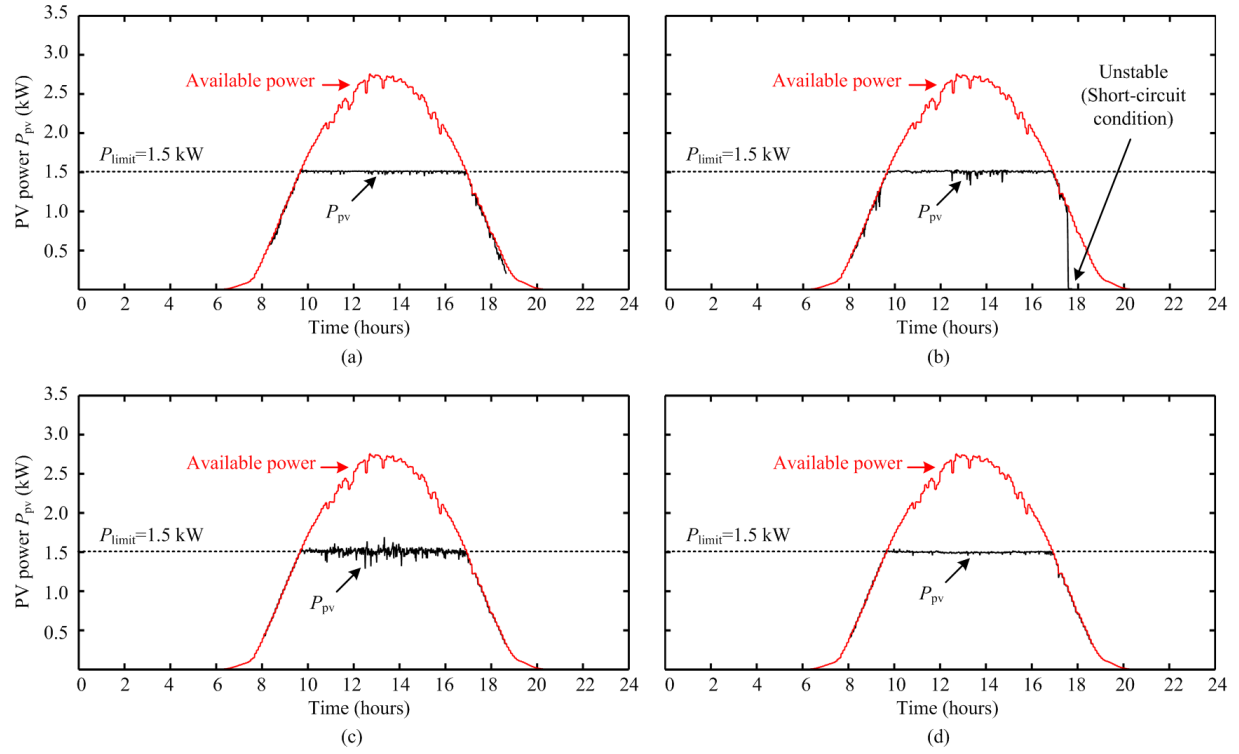 3.5
3.0
2.5
2.0
1.5
1.0
0.5
PV power Ppv (kW)
Available power
Plimit=1.5 kW
Ppv
0 2 4 6 8 10 12 14 16 18 20 22 24
Time (hours)
(a)
Available power
Unstable
(Short-circuit
condition)
Plimit=1.5 kW
Ppv
0 2 4 6 8 10 12 14 16 18 20 22 24
Time (hours)
(b)
3.5
3.0
2.5
2.0
1.5
1.0
0.5
PV power Ppv (kW)
Available power
Plimit=1.5 kW
Ppv
0 2 4 6 8 10 12 14 16 18 20 22 24
Time (hours)
(c)
Available power
Plimit=1.5 kW
Ppv
0 2 4 6 8 10 12 14 16 18 20 22 24
Time (hours)
(d)